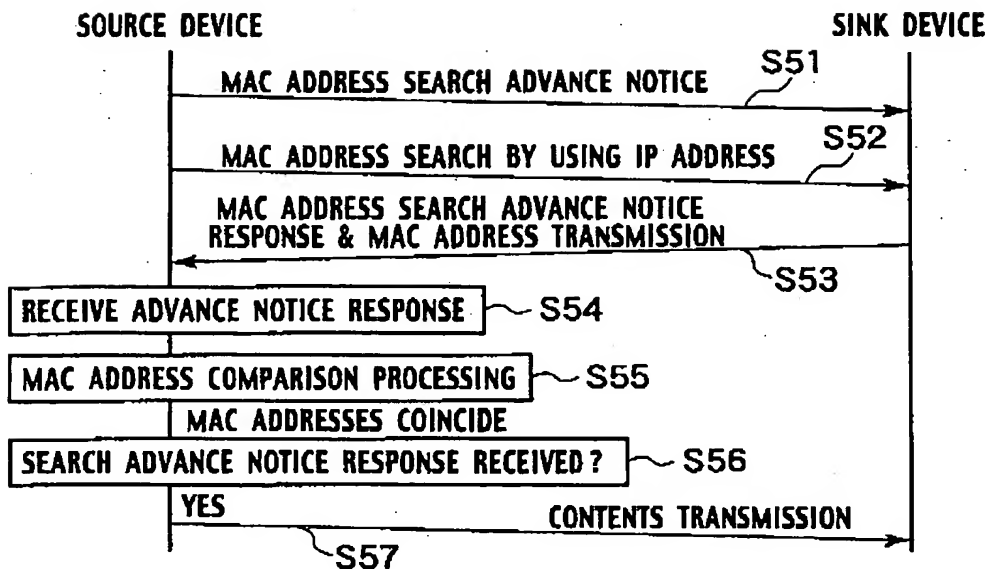 SOURCE DEVICE
SINK DEVICE
MAC ADDRESS SEARCH ADVANCE NOTICE
S51
MAC ADDRESS SEARCH BY USING IP ADDRESS
S52
MAC ADDRESS SEARCH ADVANCE NOTICE
RESPONSE & MAC ADDRESS TRANSMISSION
S53
RECEIVE ADVANCE NOTICE RESPONSE
S54
MAC ADDRESS COMPARISON PROCESSING
S55
MAC ADDRESSES COINCIDE
SEARCH ADVANCE NOTICE RESPONSE RECEIVED?
S56
YES
CONTENTS TRANSMISSION
S57